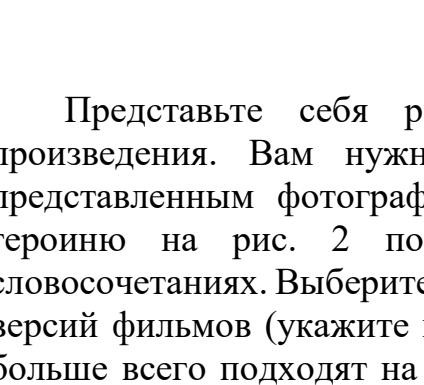 Представьте себя р
произведения. Вам нужн
представленным фотограф
героиню на рис. 2 по
словосочетаниях. Выберите
версий фильмов (укажите
больше всего подходят на